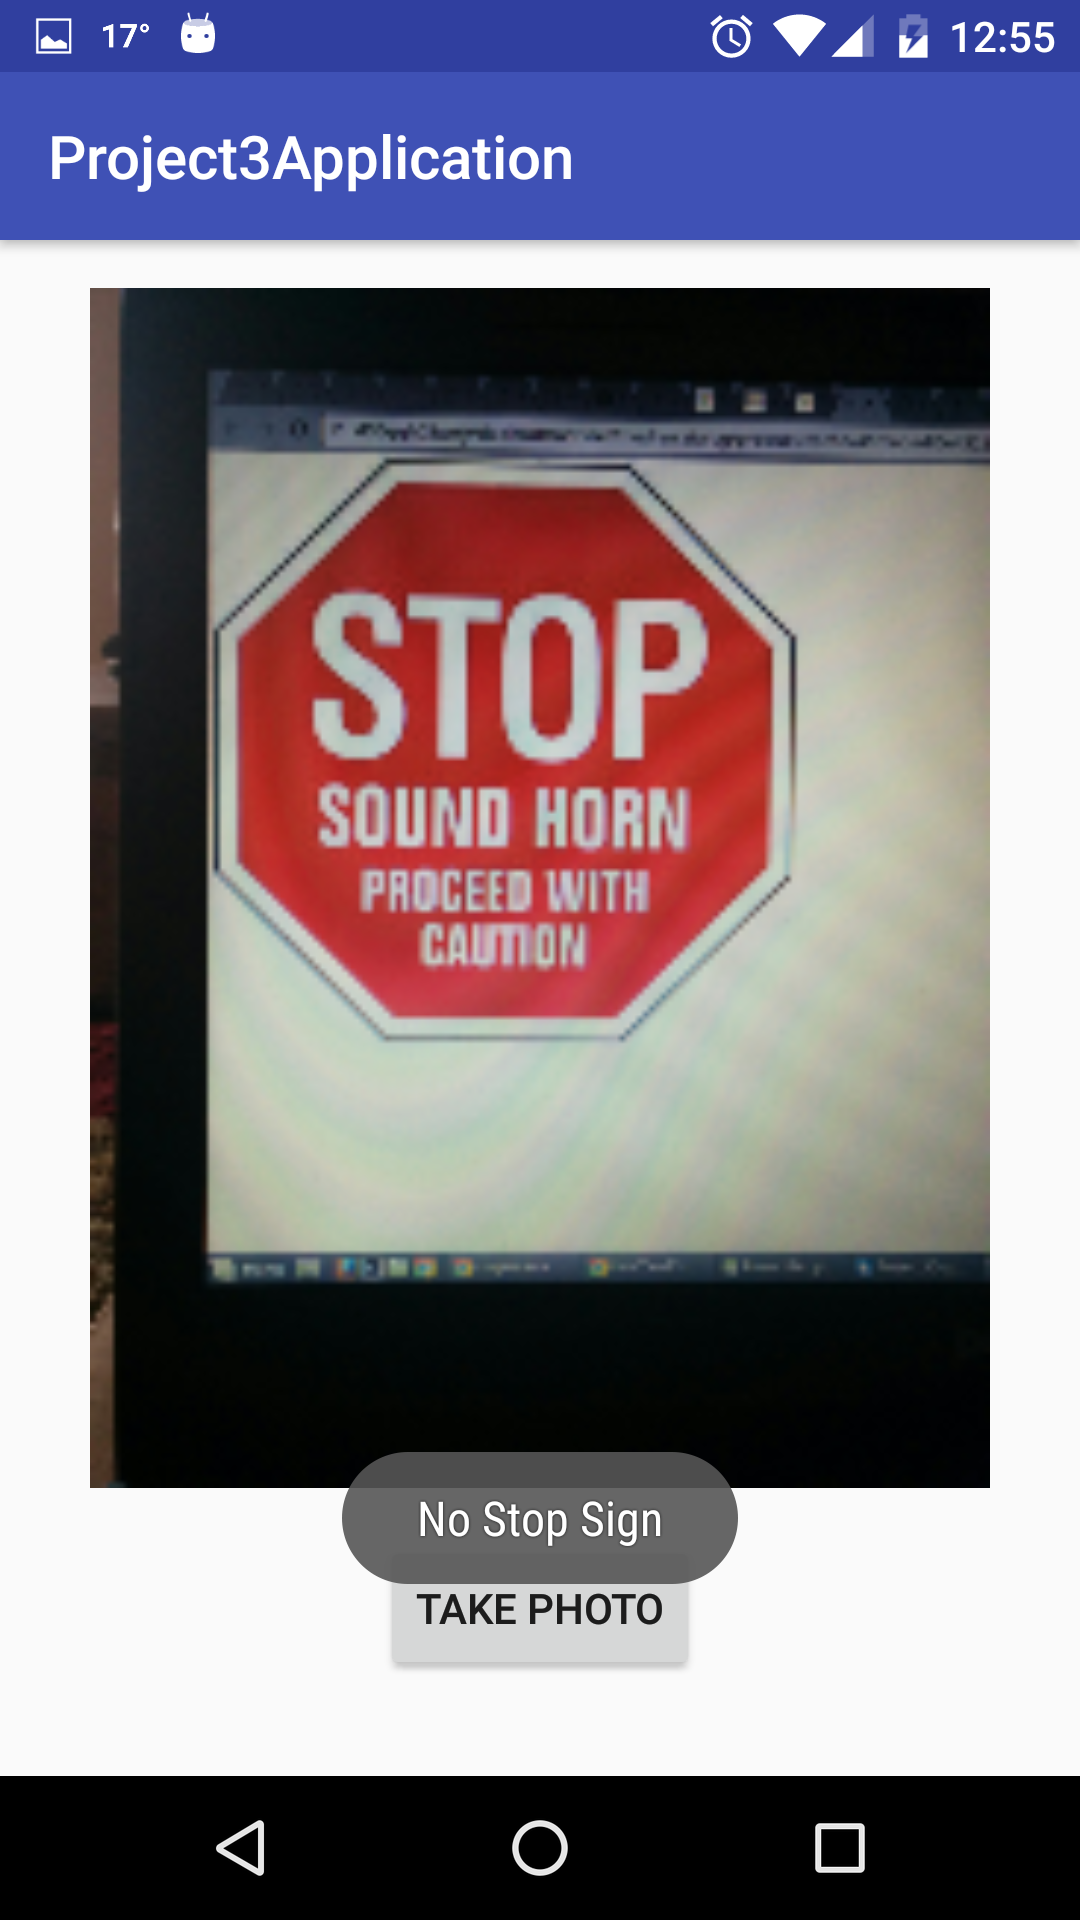 17° 12:55
Project3Application
STOP
SOUND HORN
PROCEED WITH
CAUTION
No Stop Sign
TAKE PHOTO